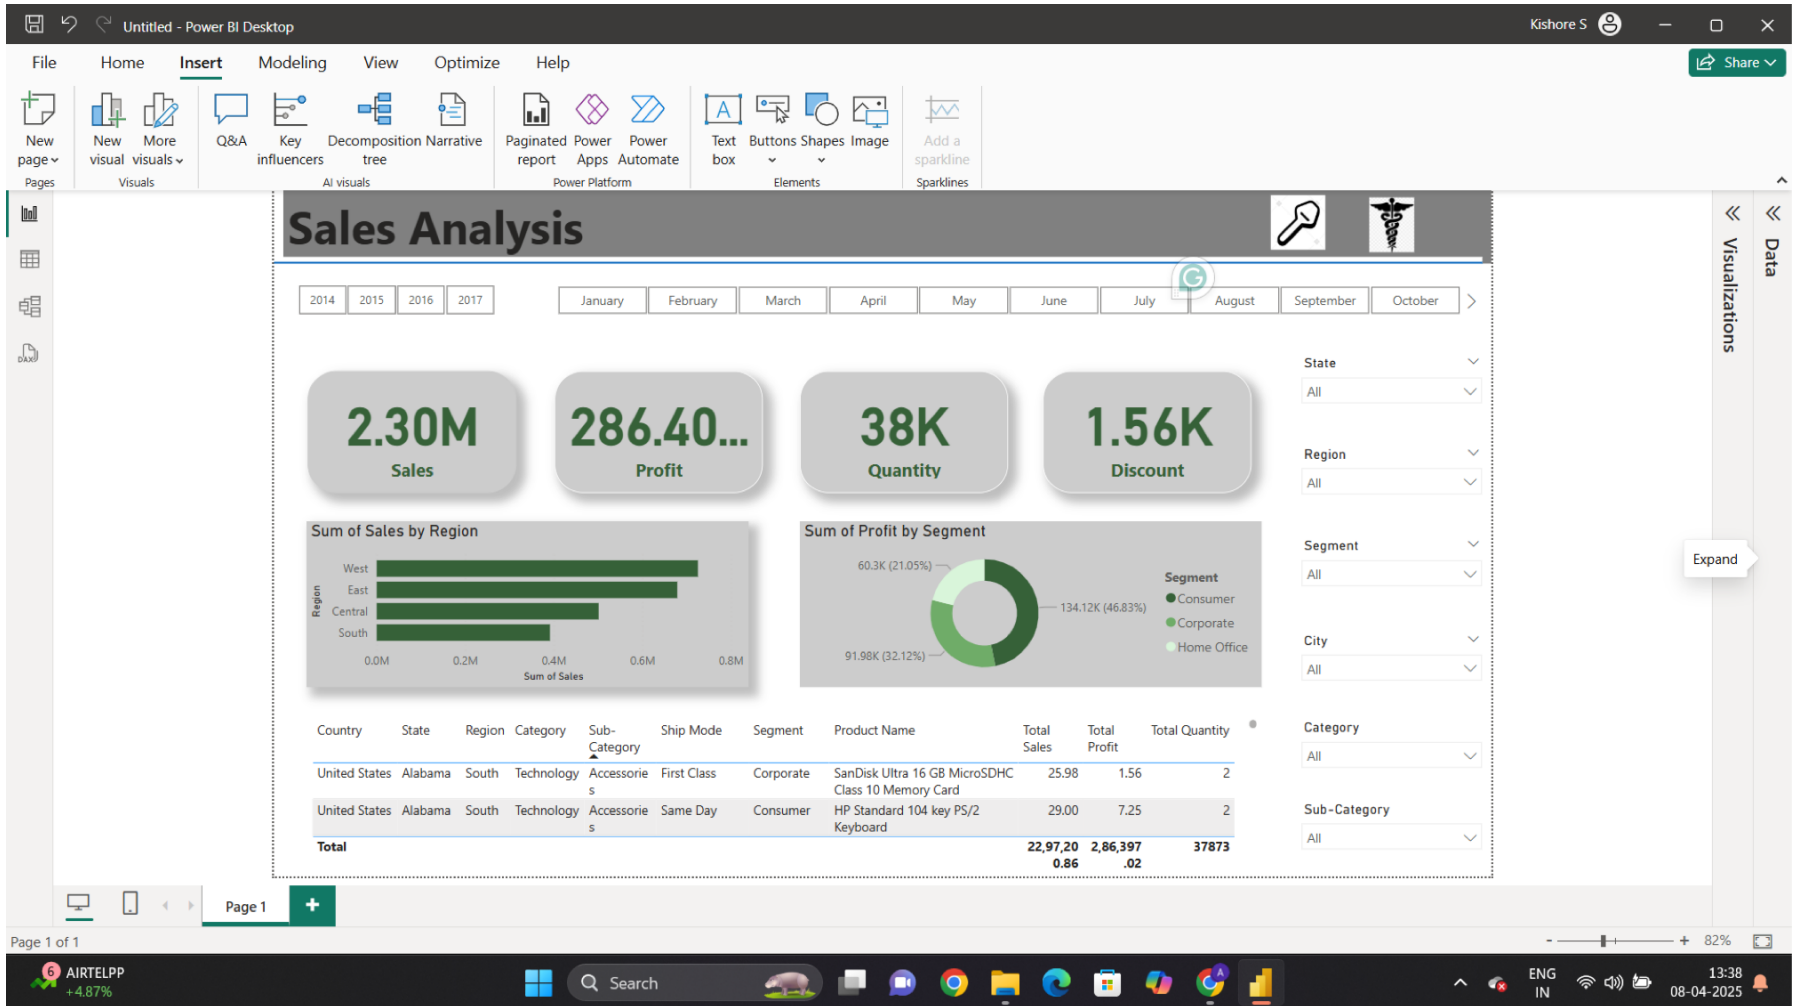 Untitled - Power BI Desktop
Kishore S
File Home Insert Modeling View Optimize Help
Share
New page
New visual
More visuals
Q&A
Key influencers
Decomposition tree
Narrative
Paginated report
Power Apps
Power Automate
Text box
Buttons
Shapes
Image
Add a sparkline
Pages
Visuals
AI visuals
Power Platform
Elements
Sparklines
DAX
Sales Analysis
2014 2015 2016 2017
January February March April May June July August September October
2.30M
Sales
286.40...
Profit
38K
Quantity
1.56K
Discount
Sum of Sales by Region
Region
West
East
Central
South
0.0M 0.2M 0.4M 0.6M 0.8M
Sum of Sales
Sum of Profit by Segment
60.3K (21.05%)
134.12K (46.83%)
91.98K (32.12%)
Segment
Consumer
Corporate
Home Office
State
All
Region
All
Segment
All
City
All
Category
All
Sub-Category
All
Country State Region Category Sub-Category Ship Mode Segment Product Name Total Sales Total Profit Total Quantity
United States Alabama South Technology Accessorie First Class Corporate SanDisk Ultra 16 GB MicroSDHC 25.98 1.56 2
s Class 10 Memory Card
United States Alabama South Technology Accessorie Same Day Consumer HP Standard 104 key PS/2 29.00 7.25 2
s Keyboard
Total 22,97,20 2,86,397 37873
0.86 .02
Visualizations
Data
Expand
Page 1
+
Page 1 of 1
- + 82%
6
AIRTELPP
+4.87%
Search
A
ENG
IN
13:38
08-04-2025